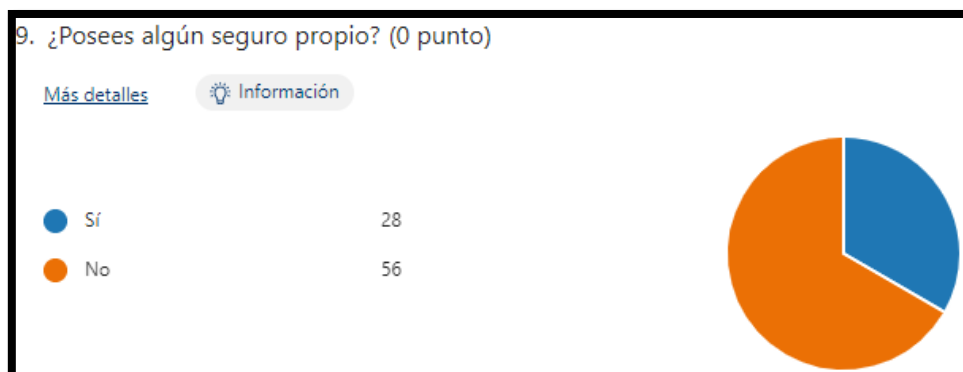 9. ¿Posees algún seguro propio? (0 punto)
Más detalles
Información
Sí 28
No 56